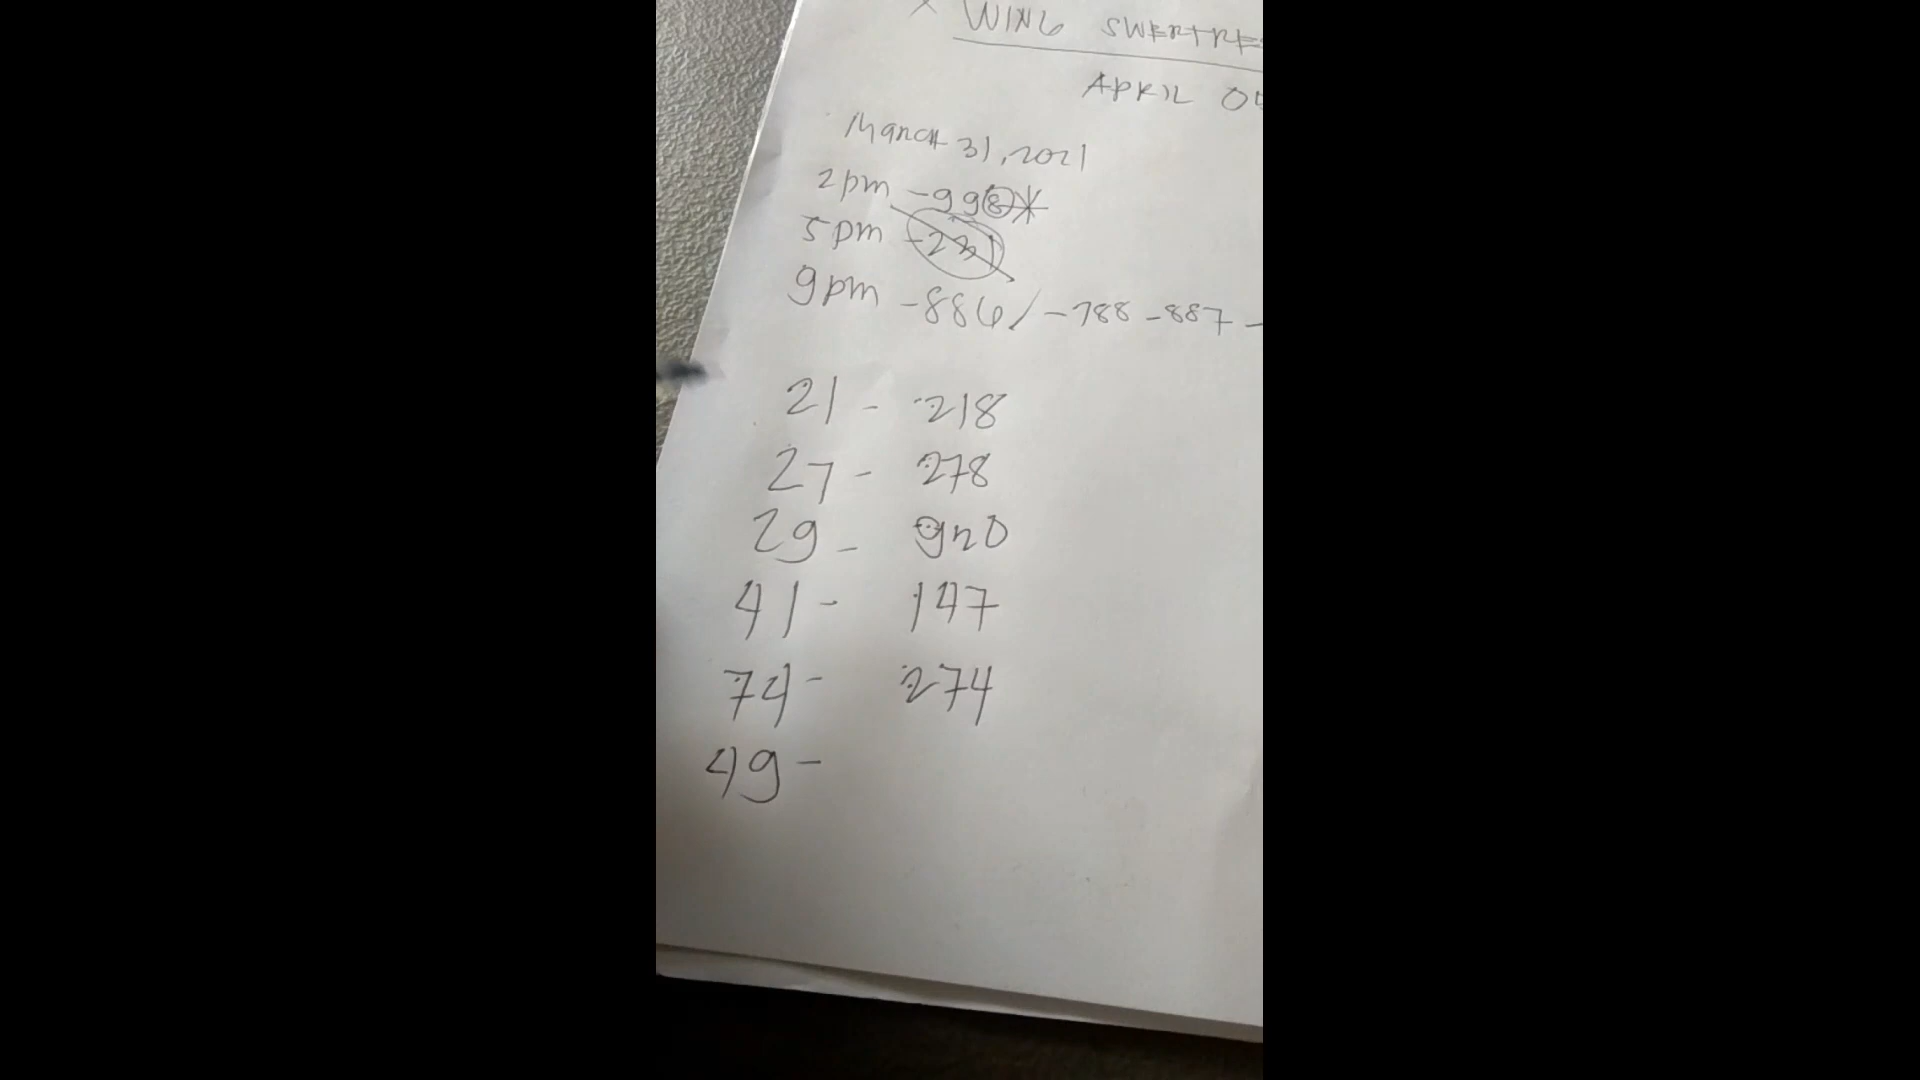 WING SWERTRES
APRIL
March 31, 2021
2pm - 998*
5pm
9pm - 886/ - 788 - 887 -
21 - 218
27 - 278
29 - 920
41 - 147
74 - 274
49 -